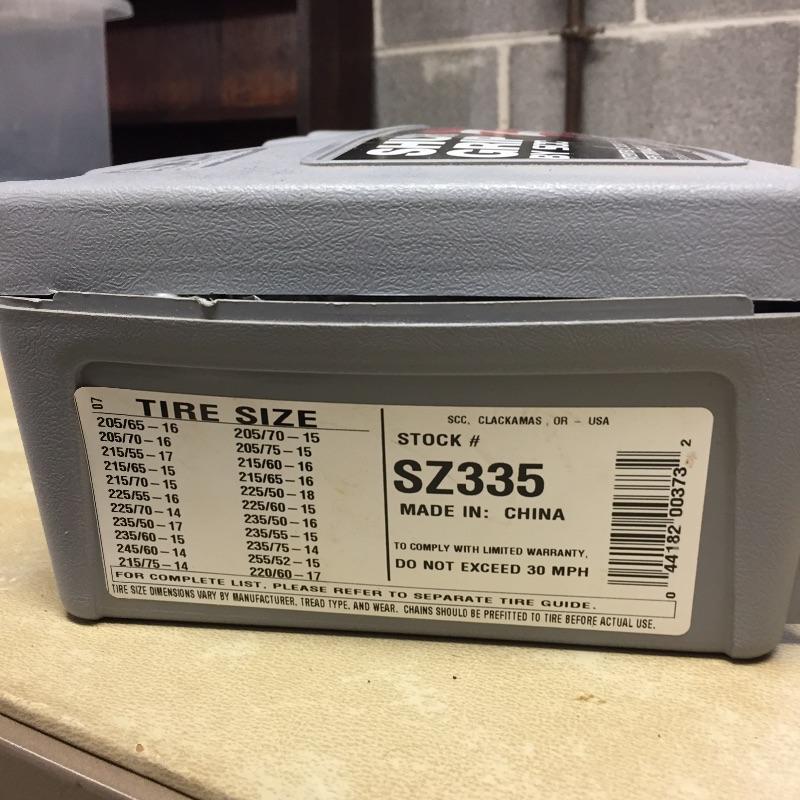 GRIP
BY SCC
07
TIRE SIZE
205/65 – 16
205/70 – 16
215/55 – 17
215/65 – 15
215/70 – 15
225/55 – 16
225/70 – 14
235/50 – 17
235/60 – 15
245/60 – 14
215/75 – 14
205/70 – 15
205/75 – 15
215/60 – 16
215/65 – 16
225/50 – 18
225/60 – 15
235/50 – 16
235/55 – 15
235/75 – 14
255/52 – 15
220/60 – 17
SCC, CLACKAMAS, OR – USA
STOCK #
SZ335
MADE IN: CHINA
TO COMPLY WITH LIMITED WARRANTY,
DO NOT EXCEED 30 MPH
0 44182 00373 2
FOR COMPLETE LIST, PLEASE REFER TO SEPARATE TIRE GUIDE.
TIRE SIZE DIMENSIONS VARY BY MANUFACTURER, TREAD TYPE, AND WEAR. CHAINS SHOULD BE PREFITTED TO TIRE BEFORE ACTUAL USE.